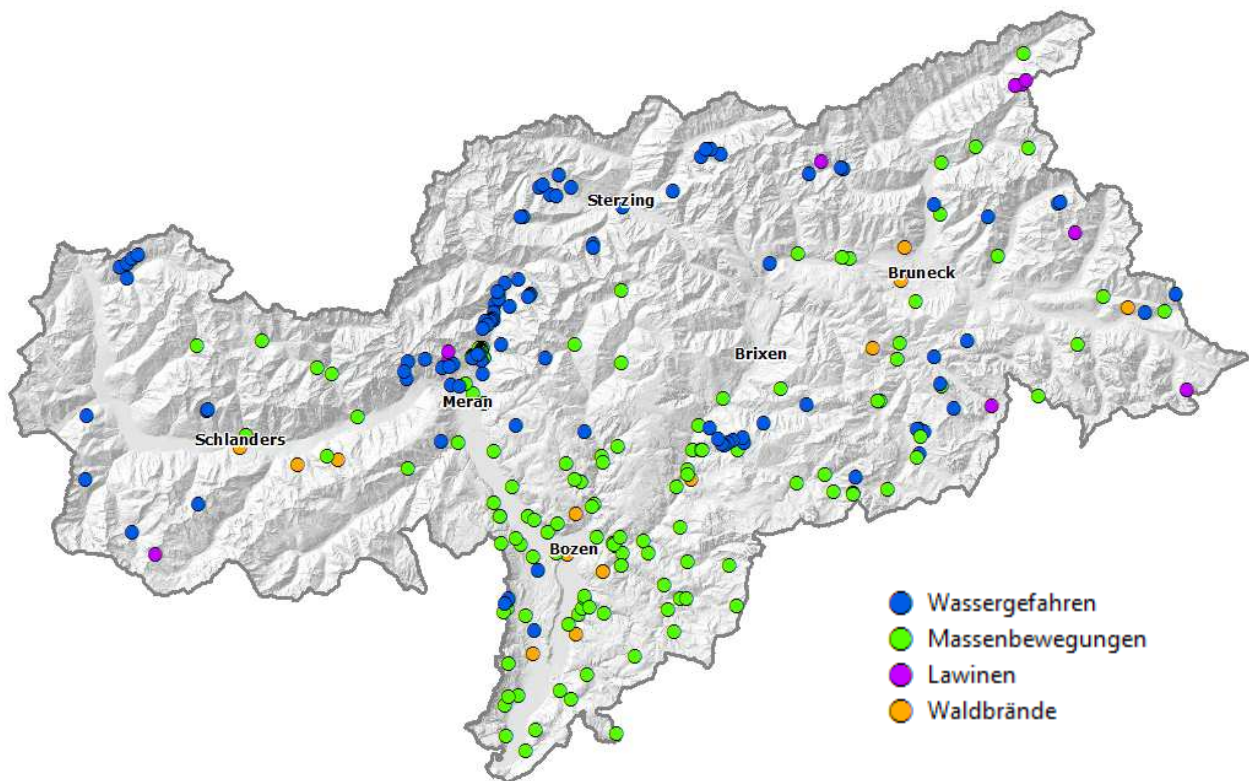 Sterzing
Bruneck
Brixen
Meran
Schlanders
Bozen
Wassergefahren
Massenbewegungen
Lawinen
Waldbrände